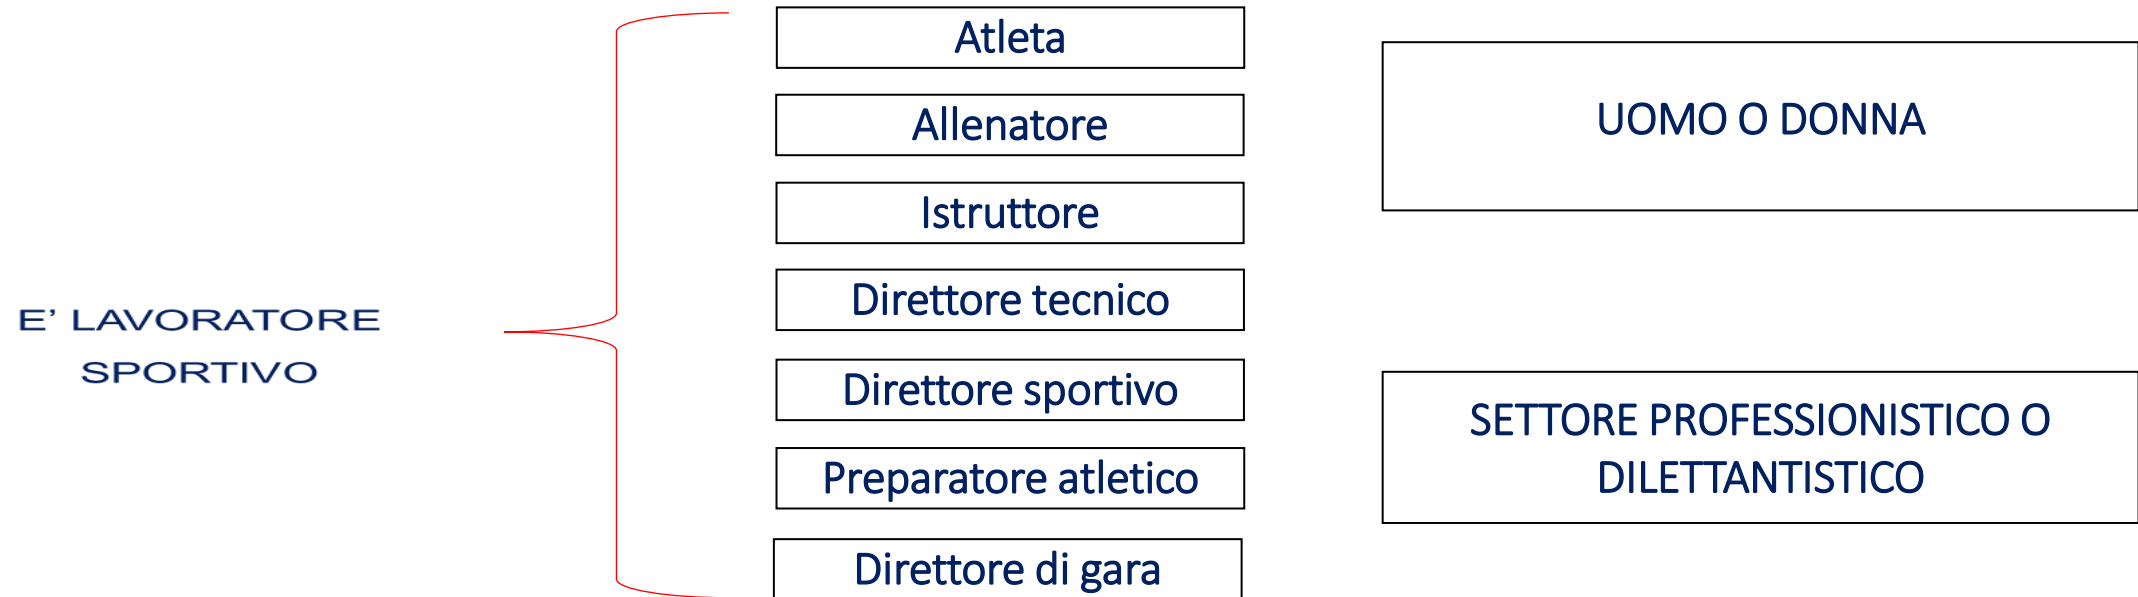 E’ LAVORATORE
SPORTIVO
Atleta
Allenatore
Istruttore
Direttore tecnico
Direttore sportivo
Preparatore atletico
Direttore di gara
UOMO O DONNA
SETTORE PROFESSIONISTICO O
DILETTANTISTICO